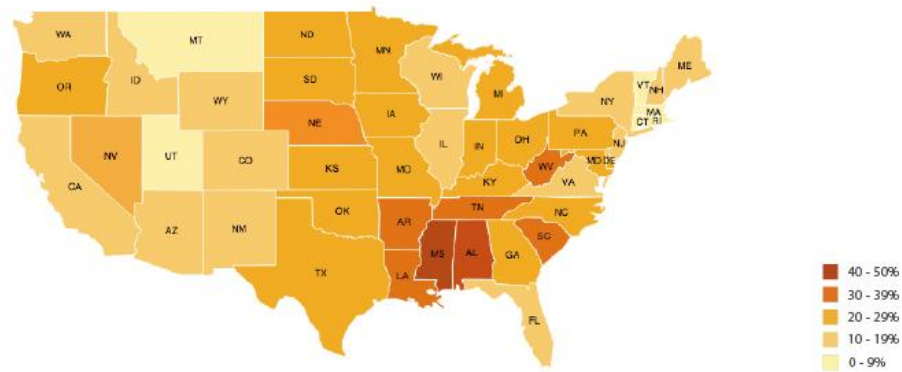 WA
MT
ND
MN
ME
VT
NH
OR
ID
SD
WI
MI
NY
WY
MA
CT
RI
IA
PA
NJ
NE
NV
UT
CO
IL
IN
OH
MD
DE
WV
VA
CA
KS
MO
KY
NC
TN
AZ
NM
OK
AR
SC
MS
AL
GA
TX
LA
FL
40 - 50%
30 - 39%
20 - 29%
10 - 19%
0 - 9%